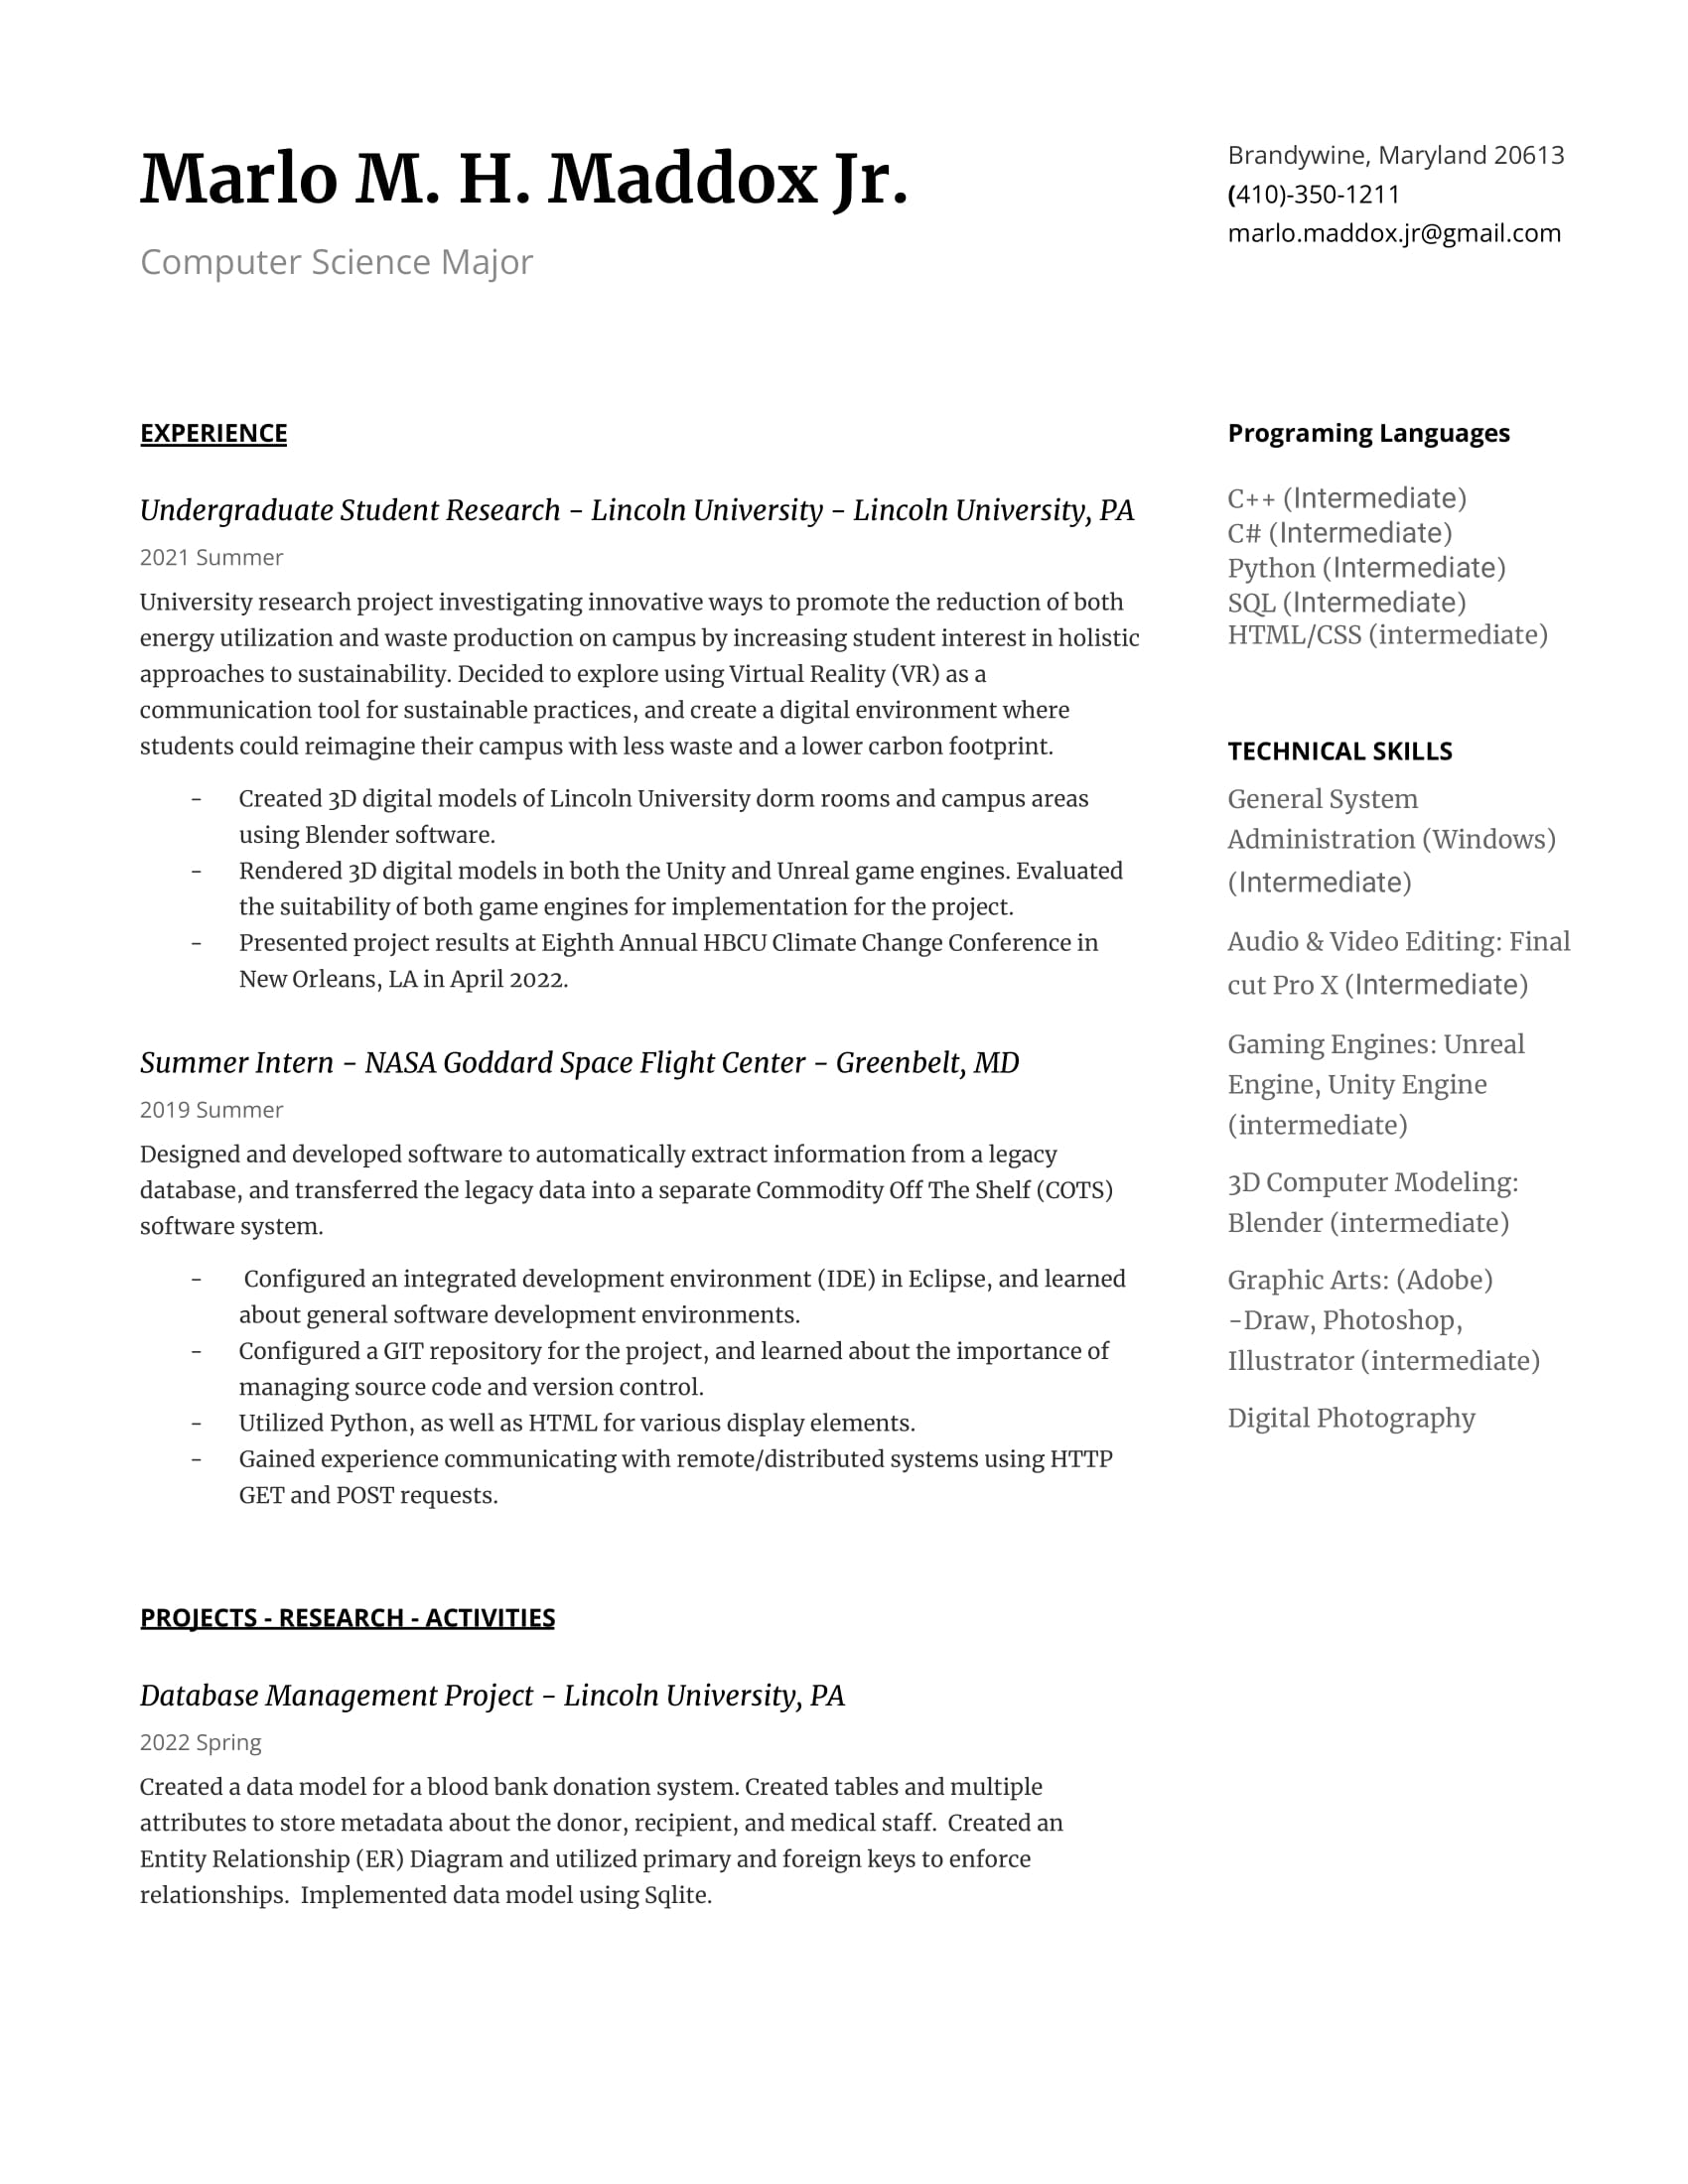 Marlo M. H. Maddox Jr.
Computer Science Major
Brandywine, Maryland 20613
(410)-350-1211
marlo.maddox.jr@gmail.com
EXPERIENCE
Undergraduate Student Research - Lincoln University - Lincoln University, PA
2021 Summer
University research project investigating innovative ways to promote the reduction of both
energy utilization and waste production on campus by increasing student interest in holistic
approaches to sustainability. Decided to explore using Virtual Reality (VR) as a
communication tool for sustainable practices, and create a digital environment where
students could reimagine their campus with less waste and a lower carbon footprint.
- Created 3D digital models of Lincoln University dorm rooms and campus areas
using Blender software.
- Rendered 3D digital models in both the Unity and Unreal game engines. Evaluated
the suitability of both game engines for implementation for the project.
- Presented project results at Eighth Annual HBCU Climate Change Conference in
New Orleans, LA in April 2022.
Summer Intern - NASA Goddard Space Flight Center - Greenbelt, MD
2019 Summer
Designed and developed software to automatically extract information from a legacy
database, and transferred the legacy data into a separate Commodity Off The Shelf (COTS)
software system.
- Configured an integrated development environment (IDE) in Eclipse, and learned
about general software development environments.
- Configured a GIT repository for the project, and learned about the importance of
managing source code and version control.
- Utilized Python, as well as HTML for various display elements.
- Gained experience communicating with remote/distributed systems using HTTP
GET and POST requests.
PROJECTS - RESEARCH - ACTIVITIES
Database Management Project - Lincoln University, PA
2022 Spring
Created a data model for a blood bank donation system. Created tables and multiple
attributes to store metadata about the donor, recipient, and medical staff. Created an
Entity Relationship (ER) Diagram and utilized primary and foreign keys to enforce
relationships. Implemented data model using Sqlite.
Programing Languages
C++ (Intermediate)
C# (Intermediate)
Python (Intermediate)
SQL (Intermediate)
HTML/CSS (intermediate)
TECHNICAL SKILLS
General System
Administration (Windows)
(Intermediate)
Audio & Video Editing: Final
cut Pro X (Intermediate)
Gaming Engines: Unreal
Engine, Unity Engine
(intermediate)
3D Computer Modeling:
Blender (intermediate)
Graphic Arts: (Adobe)
-Draw, Photoshop,
Illustrator (intermediate)
Digital Photography